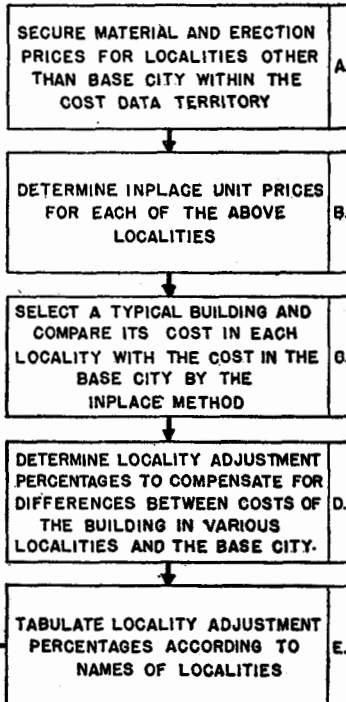 SECURE MATERIAL AND ERECTION
PRICES FOR LOCALITIES OTHER
THAN BASE CITY WITHIN THE
COST DATA TERRITORY
A.
DETERMINE INPLACE UNIT PRICES
FOR EACH OF THE ABOVE
LOCALITIES
B.
SELECT A TYPICAL BUILDING AND
COMPARE ITS COST IN EACH
LOCALITY WITH THE COST IN THE
BASE CITY BY THE
INPLACE METHOD
C.
DETERMINE LOCALITY ADJUSTMENT
PERCENTAGES TO COMPENSATE FOR
DIFFERENCES BETWEEN COSTS OF
THE BUILDING IN VARIOUS
LOCALITIES AND THE BASE CITY.
D.
TABULATE LOCALITY ADJUSTMENT
PERCENTAGES ACCORDING TO
NAMES OF LOCALITIES
E.